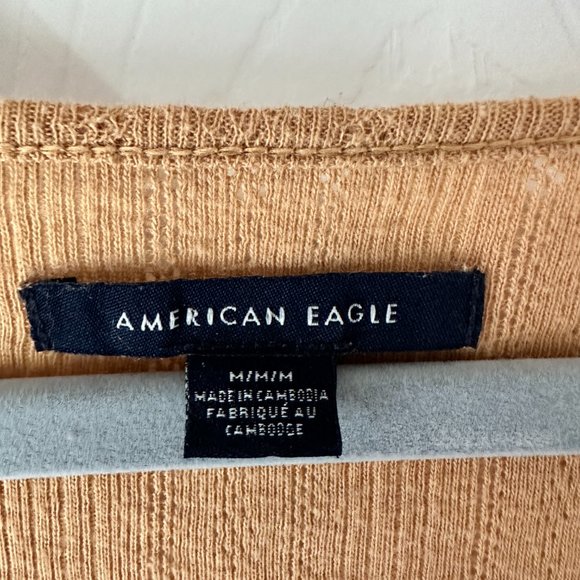 AMERICAN EAGLE
M/M/M
MADE IN CAMBODIA
FABRIQUÉ AU
CAMBODGE